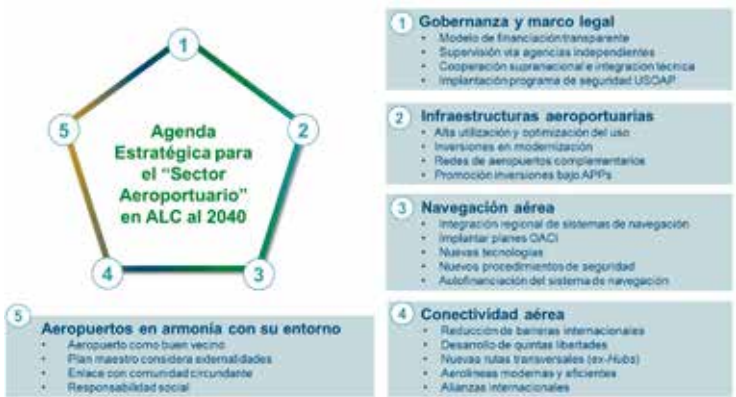 1
5
2
4
3
Agenda
Estratégica para
el “Sector
Aeroportuario”
en ALC al 2040
1 Gobernanza y marco legal
• Modelo de financiación transparente
• Supervisión vía agencias independientes
• Cooperación supranacional e integración técnica
• Implantación programa de seguridad USOAP
2 Infraestructuras aeroportuarias
• Alta utilización y optimización del uso
• Inversiones en modernización
• Redes de aeropuertos complementarios
• Promoción inversiones bajo APPs
3 Navegación aérea
• Integración regional de sistemas de navegación
• Implantar planes OACI
• Nuevas tecnologías
• Nuevos procedimientos de seguridad
• Autofinanciación del sistema de navegación
4 Conectividad aérea
• Reducción de barreras internacionales
• Desarrollo de quintas libertades
• Nuevas rutas transversales (ex-Hubs)
• Aerolíneas modernas y eficientes
• Alianzas internacionales
5 Aeropuertos en armonía con su entorno
• Aeropuerto como buen vecino
• Plan maestro considera externalidades
• Enlace con comunidad circundante
• Responsabilidad social